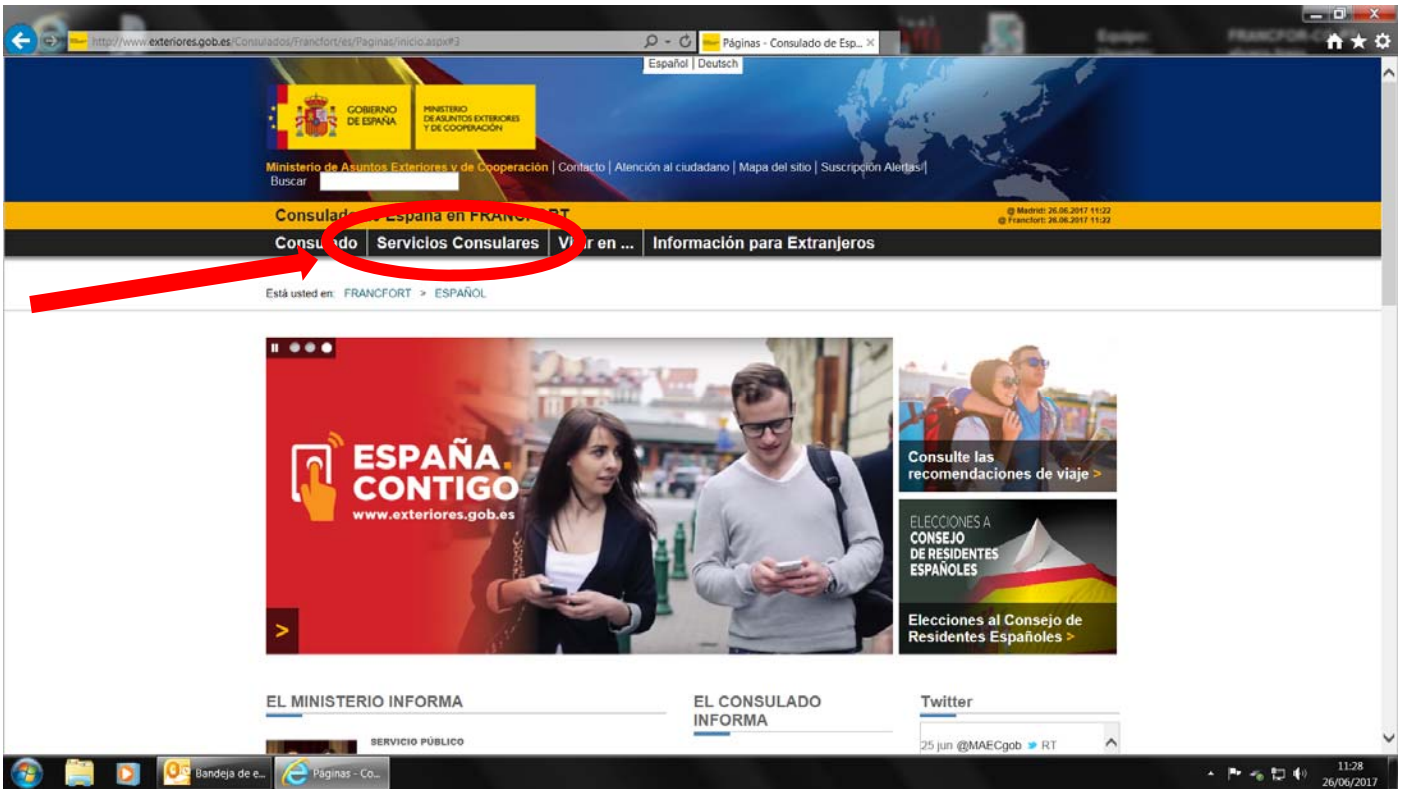 http://www.exteriores.gob.es/Consulados/Francfort/es/Paginas/inicio.aspx#3
Páginas - Consulado de Esp...
Español | Deutsch
GOBIERNO
DE ESPAÑA
MINISTERIO
DE ASUNTOS EXTERIORES
Y DE COOPERACIÓN
Ministerio de Asuntos Exteriores y de Cooperación | Contacto | Atención al ciudadano | Mapa del sitio | Suscripción Alertas |
Buscar
Consulado España en FRANCFORT
@ Madrid: 26.06.2017 11:22
@ Francfort: 26.06.2017 11:22
Consulado | Servicios Consulares | Vivir en ... | Información para Extranjeros
Está usted en: FRANCFORT > ESPAÑOL
ESPAÑA.
CONTIGO
www.exteriores.gob.es
>
Consulte las
recomendaciones de viaje >
ELECCIONES A
CONSEJO
DE RESIDENTES
ESPAÑOLES
Elecciones al Consejo de
Residentes Españoles >
EL MINISTERIO INFORMA
EL CONSULADO
INFORMA
Twitter
SERVICIO PÚBLICO
25 jun @MAECgob RT
Bandeja de e...
Páginas - Co...
11:28
26/06/2017